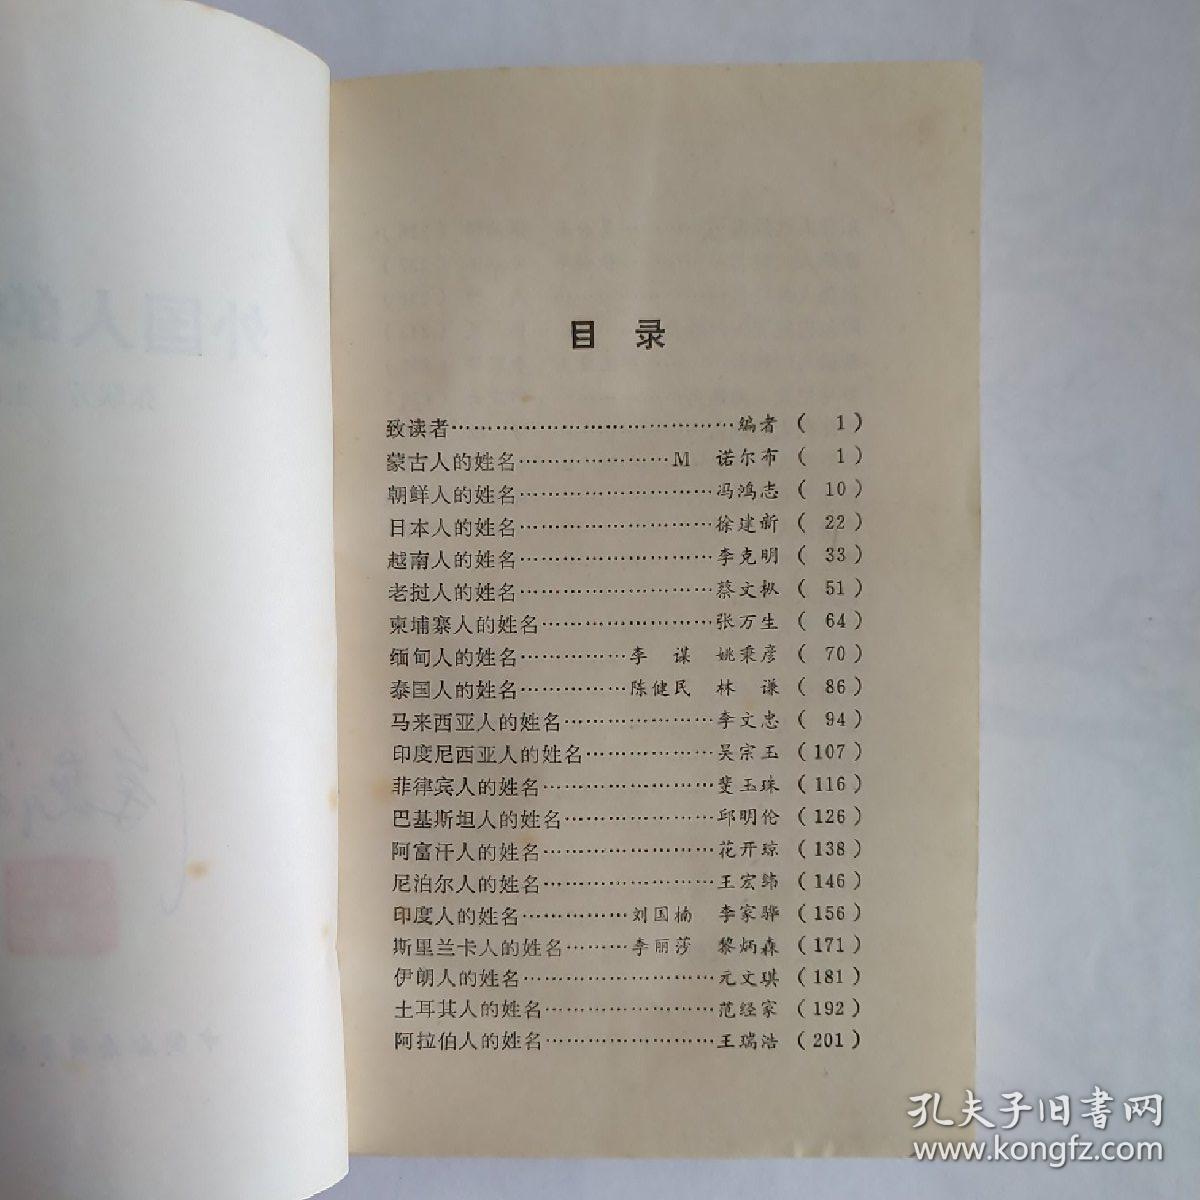 外国人的
目录
致读者……………………………………编者 （ 1 ）
蒙古人的姓名…………………M 诺尔布 （ 1 ）
朝鲜人的姓名………………………冯鸿志 （ 10 ）
日本人的姓名………………………徐建新 （ 22 ）
越南人的姓名………………………李克明 （ 33 ）
老挝人的姓名………………………蔡文枞 （ 51 ）
柬埔寨人的姓名……………………张万生 （ 64 ）
缅甸人的姓名……………李 谋 姚秉彦 （ 70 ）
泰国人的姓名……………陈健民 林 谦 （ 86 ）
马来西亚人的姓名…………………李文忠 （ 94 ）
印度尼西亚人的姓名………………吴宗玉 （107）
菲律宾人的姓名……………………斐玉珠 （116）
巴基斯坦人的姓名…………………邱明伦 （126）
阿富汗人的姓名……………………花开琼 （138）
尼泊尔人的姓名……………………王宏纬 （146）
印度人的姓名……………刘国楠 李家骅 （156）
斯里兰卡人的姓名………李丽莎 黎炳森 （171）
伊朗人的姓名………………………元文琪 （181）
土耳其人的姓名……………………范经家 （192）
阿拉伯人的姓名……………………王瑞浩 （201）
孔夫子旧书网
www.kongfz.com